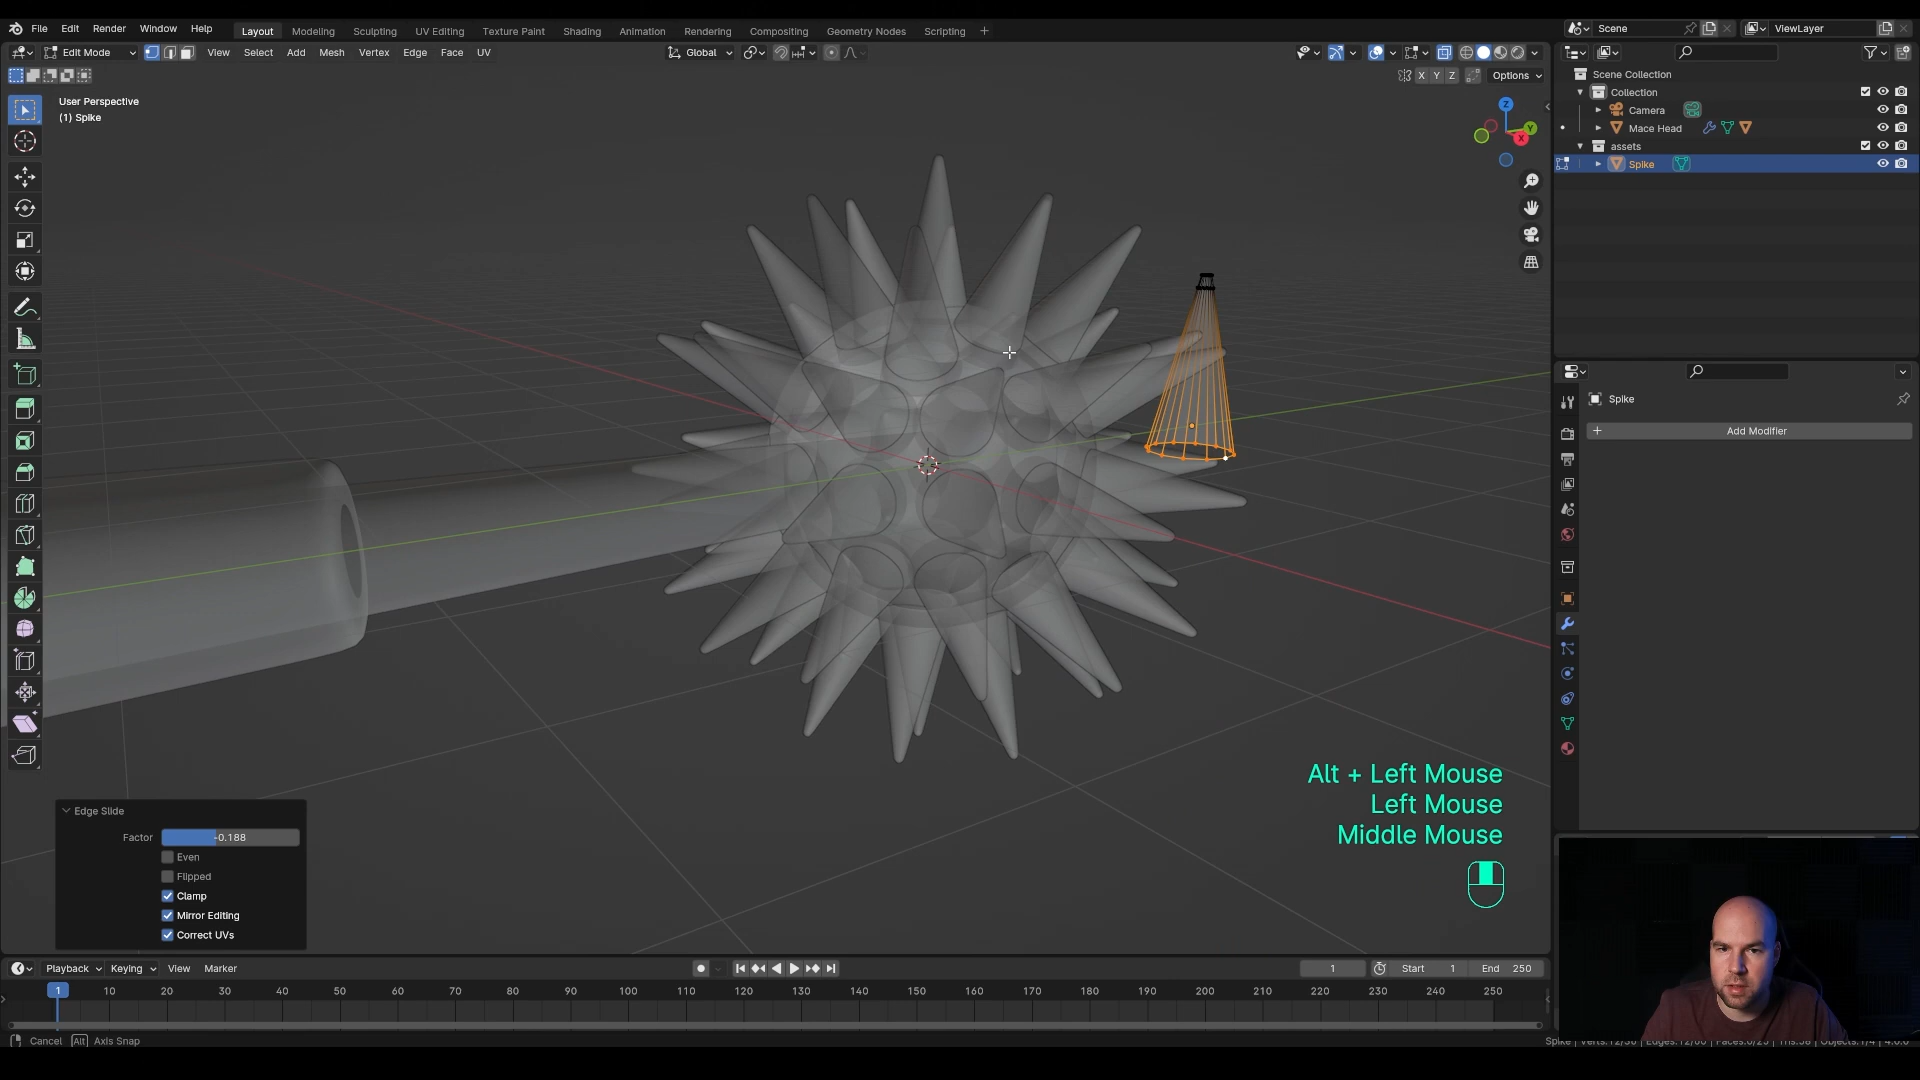 File Edit Render Window Help Layout Modeling Sculpting UV Editing Texture Paint Shading Animation Rendering Compositing Geometry Nodes Scripting + Scene ViewLayer
Edit Mode View Select Add Mesh Vertex Edge Face UV Global
X Y Z Options
User Perspective
(1) Spike
Z
Y
X
Scene Collection
Collection
Camera
Mace Head
assets
Spike
Spike
+ Add Modifier
Alt + Left Mouse
Left Mouse
Middle Mouse
Edge Slide
Factor -0.188
Even
Flipped
Clamp
Mirror Editing
Correct UVs
Playback Keying View Marker 1 Start 1 End 250
1 10 20 30 40 50 60 70 80 90 100 110 120 130 140 150 160 170 180 190 200 210 220 230 240 250
Cancel Alt Axis Snap